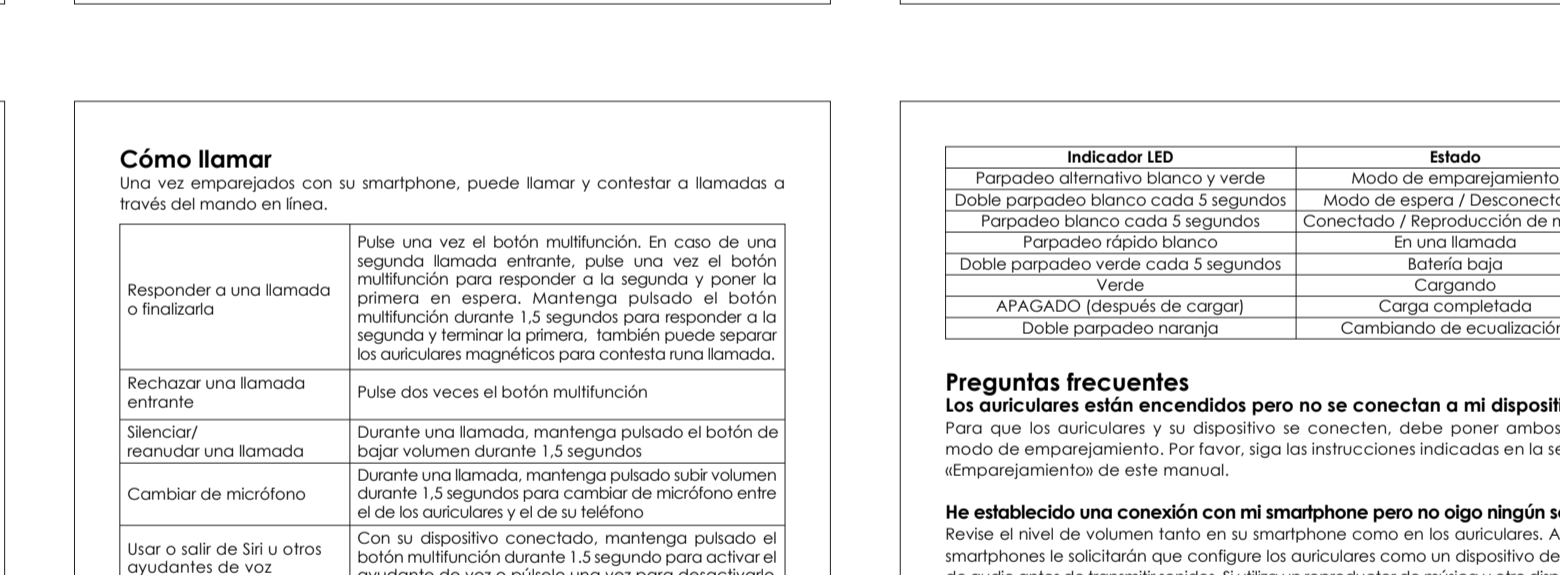 Cómo llamar
Una vez emparejados con su smartphone, puede llamar y contestar a llamadas a
través del mando en línea.
Responder a una llamada
o finalizarla
Pulse una vez el botón multifunción. En caso de una
segunda llamada entrante, pulse una vez el botón
multifunción para responder a la segunda y poner la
primera en espera. Mantenga pulsado el botón
multifunción durante 1,5 segundos para responder a la
segunda y terminar la primera, también puede separar
los auriculares magnéticos para contesta runa llamada.
Rechazar una llamada
entrante
Pulse dos veces el botón multifunción
Silenciar/
reanudar una llamada
Durante una llamada, mantenga pulsado el botón de
bajar volumen durante 1,5 segundos
Cambiar de micrófono
Durante una llamada, mantenga pulsado subir volumen
durante 1,5 segundos para cambiar de micrófono entre
el de los auriculares y el de su teléfono
Usar o salir de Siri u otros
ayudantes de voz
Con su dispositivo conectado, mantenga pulsado el
botón multifunción durante 1.5 segundo para activar el
Indicador LED Estado
Parpadeo alternativo blanco y verde Modo de emparejamiento
Doble parpadeo blanco cada 5 segundos Modo de espera /
Parpadeo blanco cada 5 segundos Conectado / Reproducción de
Parpadeo rápido blanco En una llamada
Doble parpadeo verde cada 5 segundos Batería baja
Verde Cargando
APAGADO (después de cargar) Carga completada
Doble parpadeo naranja Cambiando de ecualización
Preguntas frecuentes
Los auriculares están encendidos pero no se conectan a mi
Para que los auriculares y su dispositivo se conecten, debe poner ambos
modo de emparejamiento. Por favor, siga las instrucciones indicadas en la
«Emparejamiento» de este manual.
He establecido una conexión con mi smartphone pero no oigo ningún
Revise el nivel de volumen tanto en su smartphone como en los auriculares.
smartphones le solicitarán que configure los auriculares como un dispositivo de